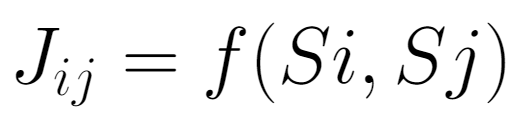 J_{ij} = f(Si, Sj)